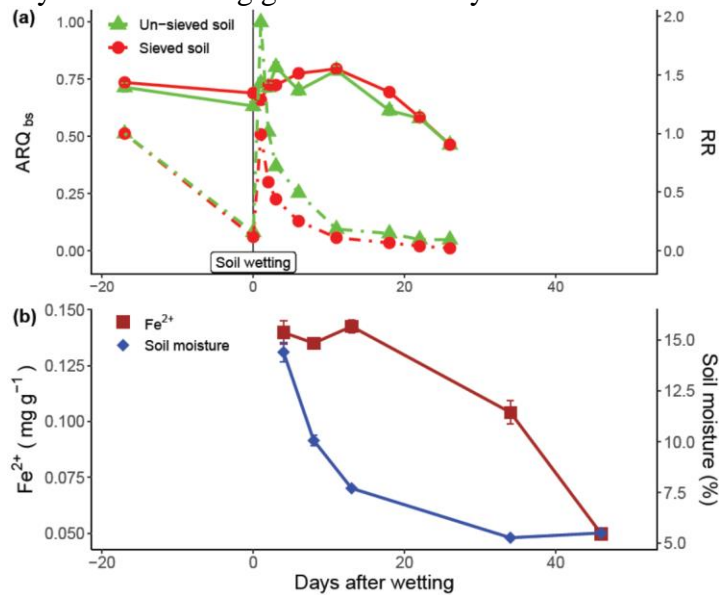 (a)
Un-sieved soil
Sieved soil
1.00
0.75
0.50
0.25
0.00
ARQ bs
2.0
1.5
1.0
0.5
0.0
RR
Soil wetting
−20
0
20
40
(b)
Fe²⁺
Soil moisture
0.150
0.125
0.100
0.075
0.050
Fe²⁺ ( mg g⁻¹ )
15.0
12.5
10.0
7.5
5.0
Soil moisture (%)
−20
0
20
40
Days after wetting